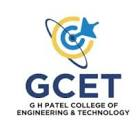 GCET
G H PATEL COLLEGE OF
ENGINEERING & TECHNOLOGY